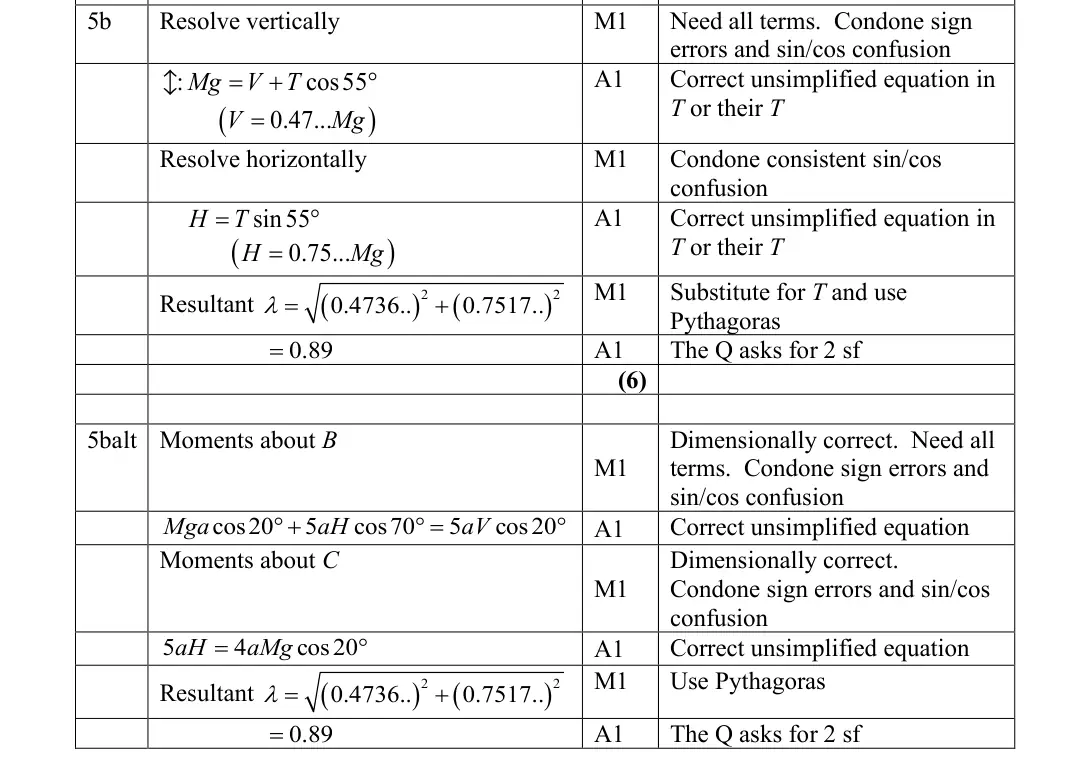 5b Resolve vertically M1 Need all terms. Condone sign
errors and sin/cos confusion
↕: Mg = V + T cos 55° A1 Correct unsimplified equation in
T or their T
(V = 0.47...Mg)
Resolve horizontally M1 Condone consistent sin/cos
confusion
H = T sin 55° A1 Correct unsimplified equation in
T or their T
(H = 0.75...Mg)
Resultant λ = √((0.4736..)² + (0.7517..)²) M1 Substitute for T and use
Pythagoras
= 0.89 A1 The Q asks for 2 sf
(6)
5balt Moments about B M1 Dimensionally correct. Need all
terms. Condone sign errors and
sin/cos confusion
Mga cos 20° + 5aH cos 70° = 5aV cos 20° A1 Correct unsimplified equation
Moments about C M1 Dimensionally correct.
Condone sign errors and sin/cos
confusion
5aH = 4aMg cos 20° A1 Correct unsimplified equation
Resultant λ = √((0.4736..)² + (0.7517..)²) M1 Use Pythagoras
= 0.89 A1 The Q asks for 2 sf